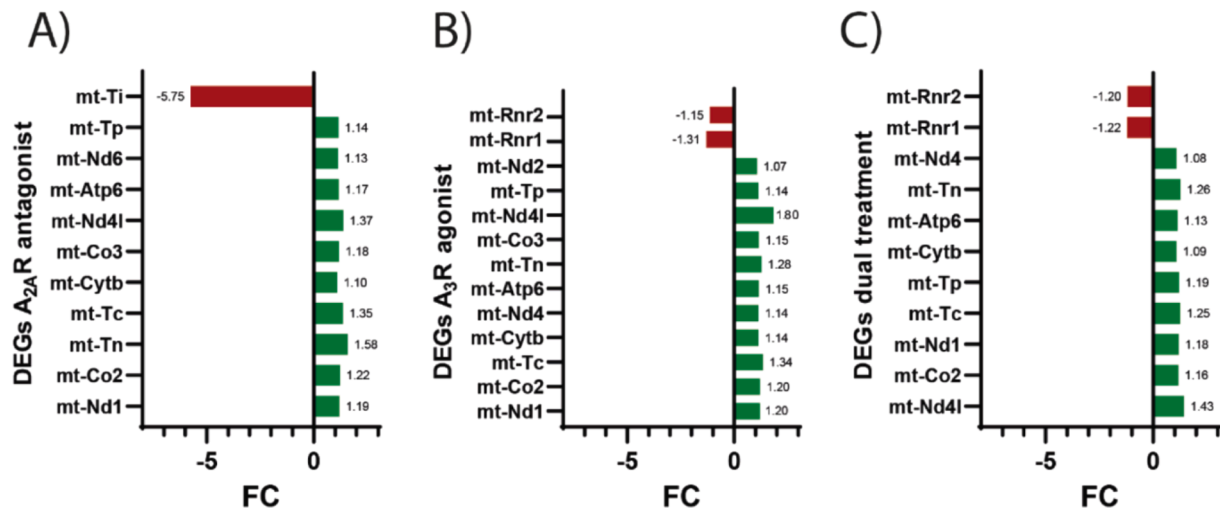 A)
DEGs A2AR antagonist
mt-Ti
-5.75
mt-Tp
1.14
mt-Nd6
1.13
mt-Atp6
1.17
mt-Nd4l
1.37
mt-Co3
1.18
mt-Cytb
1.10
mt-Tc
1.35
mt-Tn
1.58
mt-Co2
1.22
mt-Nd1
1.19
-5
0
FC
B)
DEGs A3R agonist
mt-Rnr2
-1.15
mt-Rnr1
-1.31
mt-Nd2
1.07
mt-Tp
1.14
mt-Nd4l
1.80
mt-Co3
1.15
mt-Tn
1.28
mt-Atp6
1.15
mt-Nd4
1.14
mt-Cytb
1.14
mt-Tc
1.34
mt-Co2
1.20
mt-Nd1
1.20
-5
0
FC
C)
DEGs dual treatment
mt-Rnr2
-1.20
mt-Rnr1
-1.22
mt-Nd4
1.08
mt-Tn
1.26
mt-Atp6
1.13
mt-Cytb
1.09
mt-Tp
1.19
mt-Tc
1.25
mt-Nd1
1.18
mt-Co2
1.16
mt-Nd4l
1.43
-5
0
FC